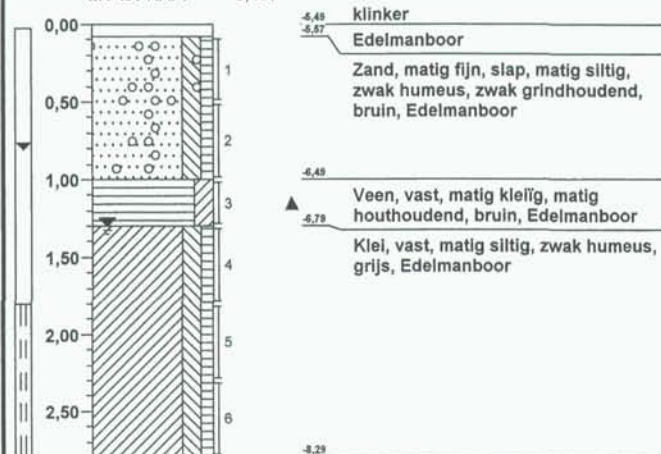 0,00
-5,49
klinker
-5,57
Edelmanboor
1
Zand, matig fijn, slap, matig siltig,
zwak humeus, zwak grindhoudend,
bruin, Edelmanboor
0,50
2
1,00
-6,49
3
Veen, vast, matig kleiïg, matig
houthoudend, bruin, Edelmanboor
-6,79
Klei, vast, matig siltig, zwak humeus,
grijs, Edelmanboor
1,50
4
2,00
5
2,50
6
-8,29